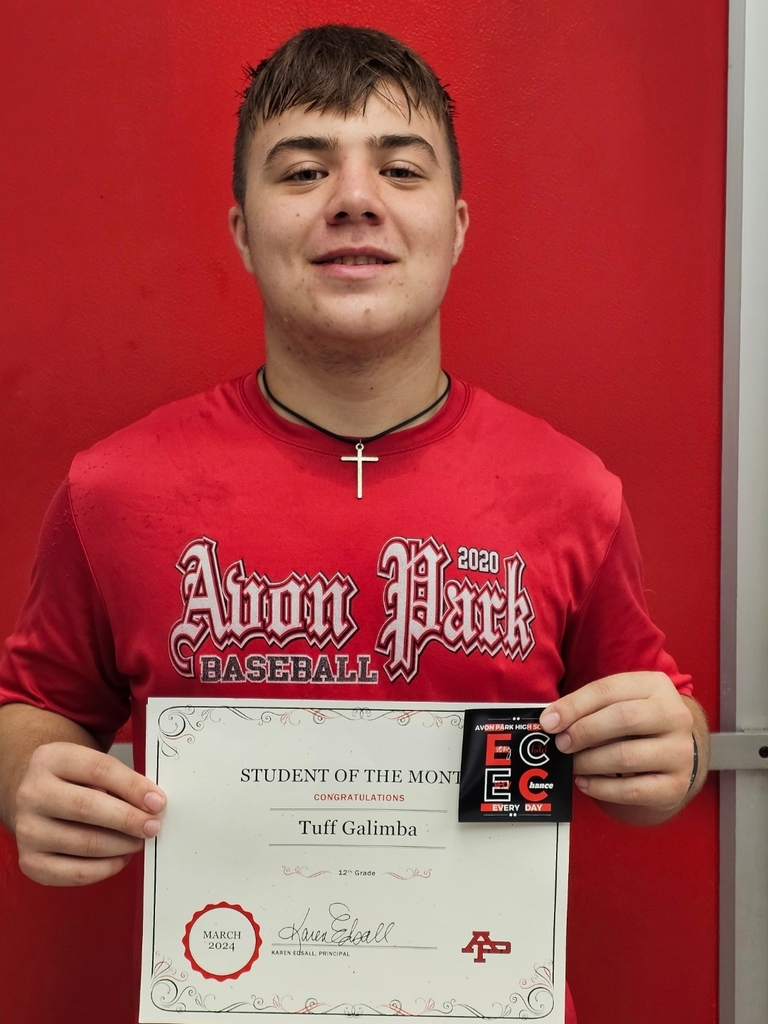 Avon Park
2020
BASEBALL
AVON PARK HIGH
E C
E C
hance
EVERY DAY
STUDENT OF THE MONT
CONGRATULATIONS
Tuff Galimba
12th Grade
MARCH
2024
Karen Edsall
KAREN EDSALL, PRINCIPAL
AP